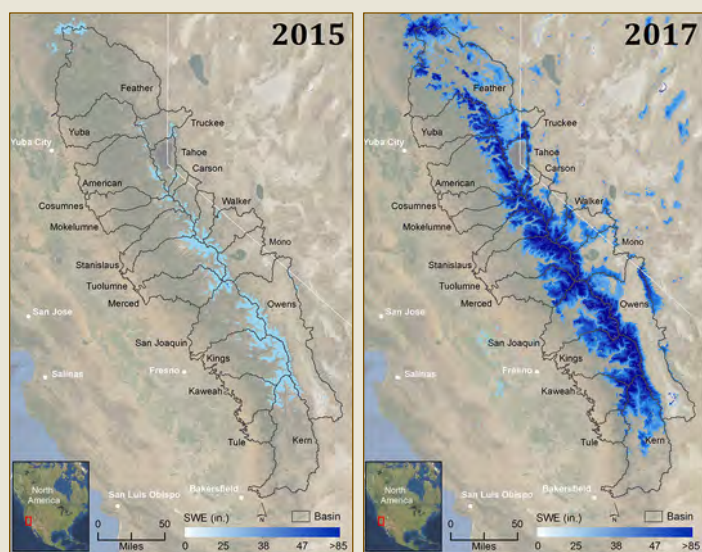 2015
Feather
Truckee
Yuba
Yuba City
Tahoe
Carson
American
Walker
Cosumnes
Mokelumne
Mono
Stanislaus
Tuolumne
Owens
Merced
San Jose
San Joaquin
Kings
Salinas
Fresno
Kaweah
Tule
Kern
North
America
San Luis Obispo
Bakersfield
N
0 50
Miles
SWE (in.)
Basin
0 25 38 47 >85
2017
Feather
Truckee
Yuba
Yuba City
Tahoe
Carson
American
Walker
Cosumnes
Mokelumne
Mono
Stanislaus
Tuolumne
Owens
Merced
San Jose
San Joaquin
Kings
Salinas
Fresno
Kaweah
Tule
Kern
North
America
San Luis Obispo
Bakersfield
N
0 50
Miles
SWE (in.)
Basin
0 25 38 47 >85